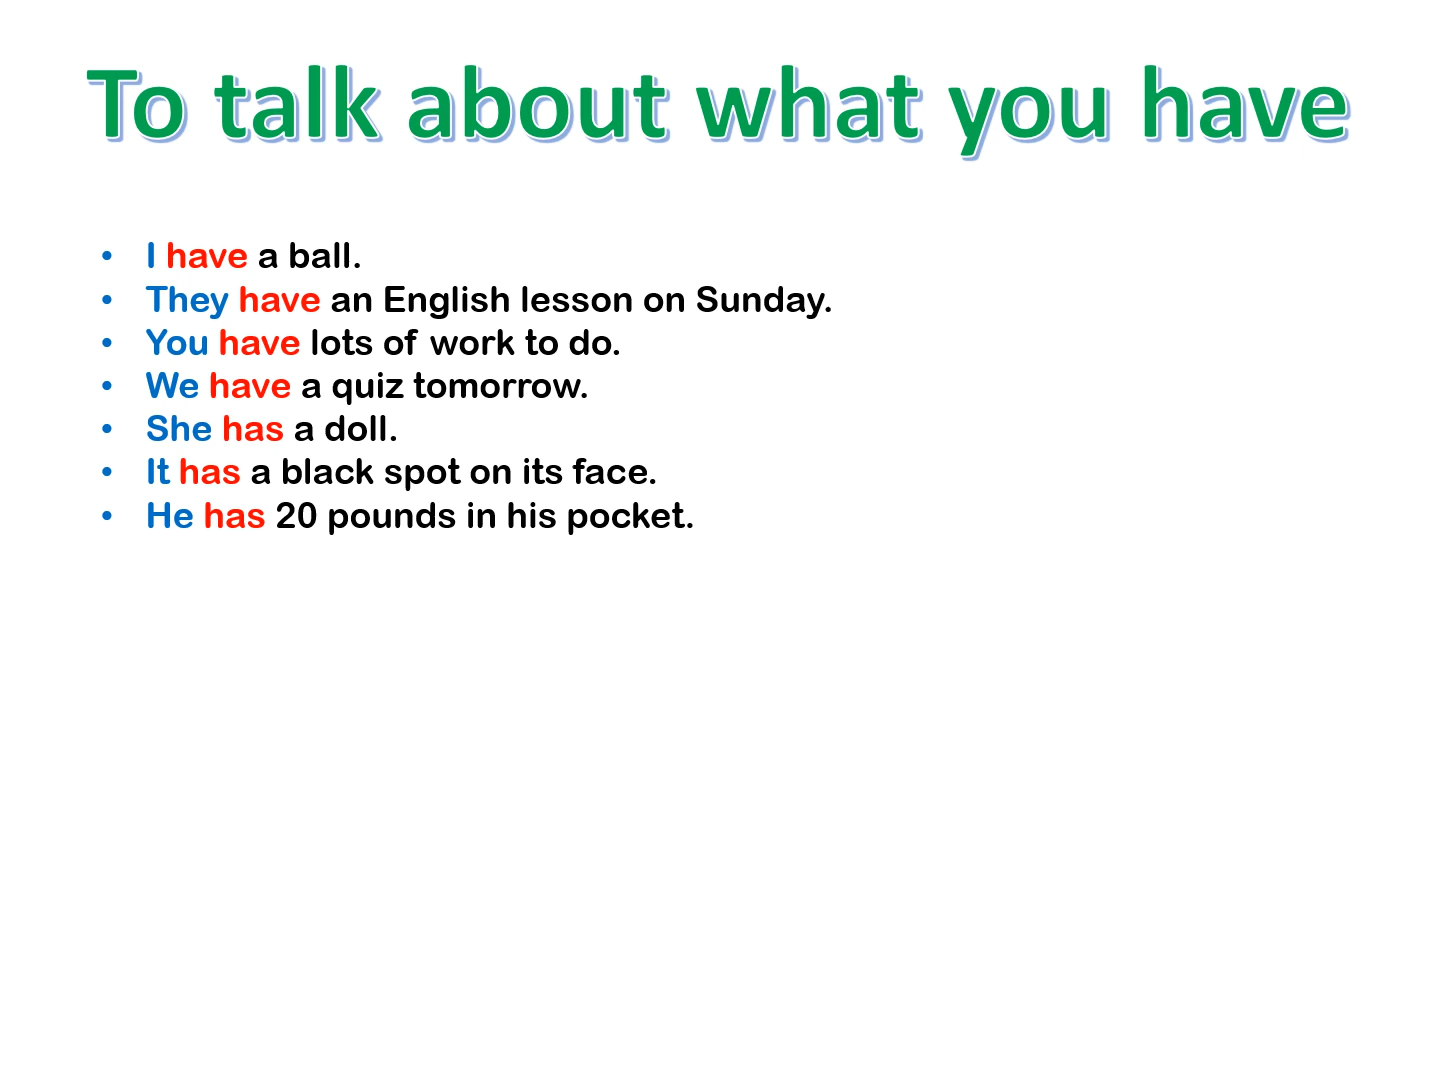 To talk about what you have
• I have a ball.
• They have an English lesson on Sunday.
• You have lots of work to do.
• We have a quiz tomorrow.
• She has a doll.
• It has a black spot on its face.
• He has 20 pounds in his pocket.